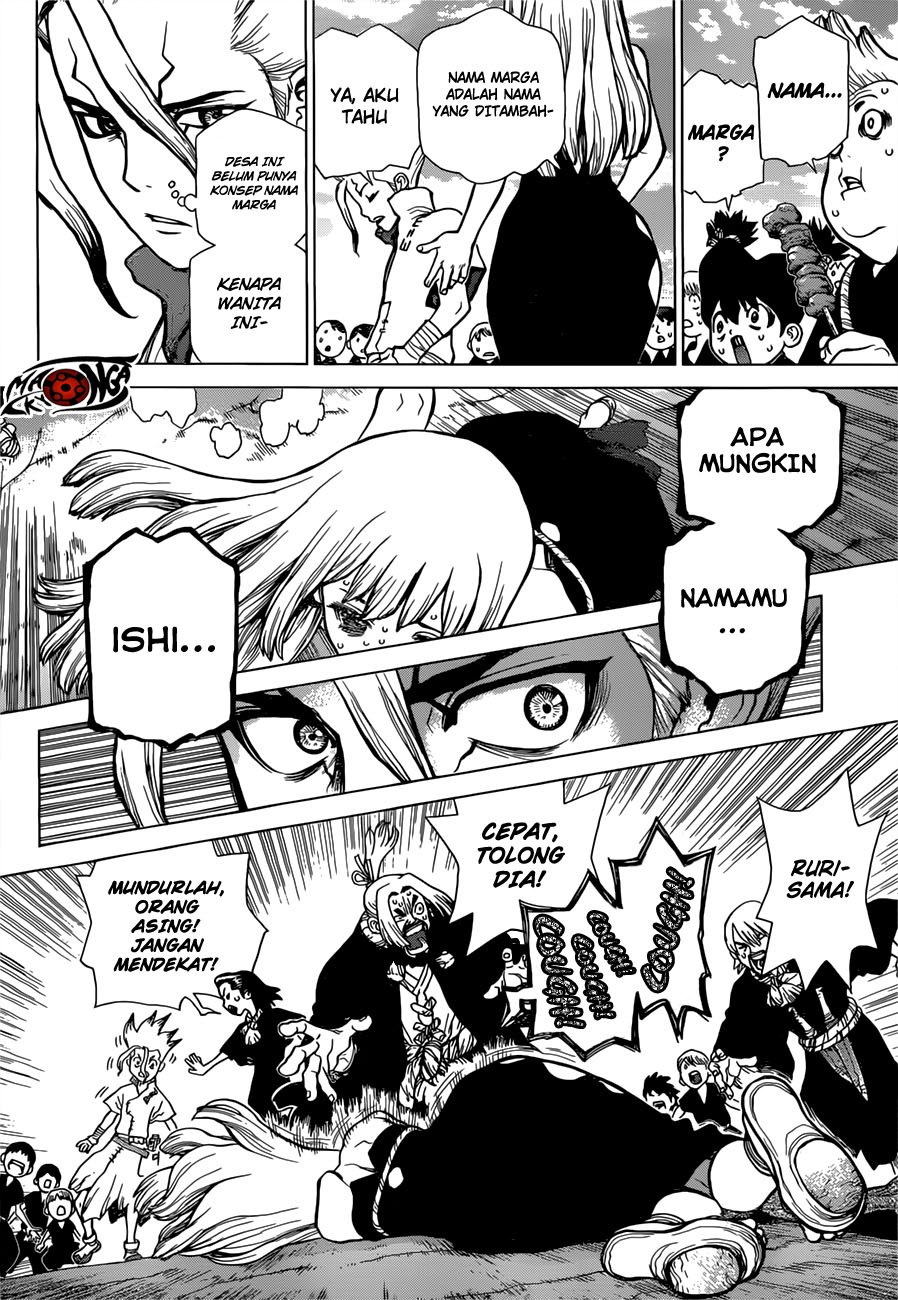 NAMA...
MARGA
?
NAMA MARGA
ADALAH NAMA
YANG DITAMBAH-
YA, AKU
TAHU
DESA INI
BELUM PUNYA
KONSEP NAMA
MARGA
KENAPA
WANITA
INI-
MANGA
KYO
APA
MUNGKIN
NAMAMU
...
ISHI...
RURI-
SAMA!
COUGH!
COUGH!
COUGH!
COUGH!
CEPAT,
TOLONG
DIA!
MUNDURLAH,
ORANG
ASING!
JANGAN
MENDEKAT!